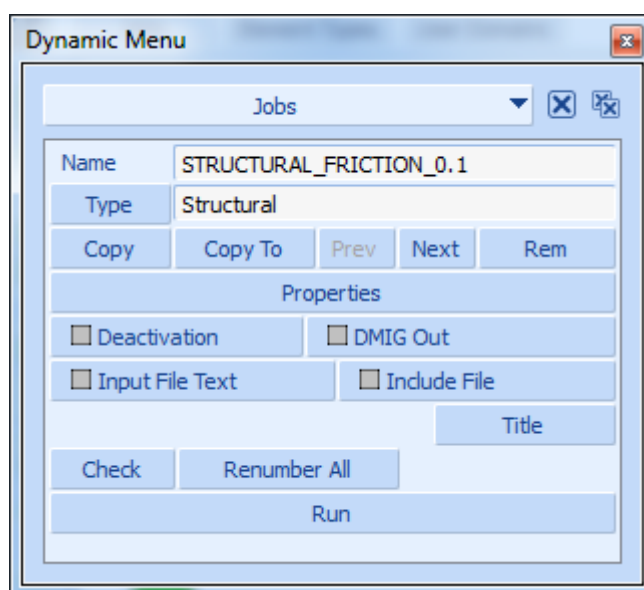 Dynamic Menu
Jobs
Name STRUCTURAL_FRICTION_0.1
Type Structural
Copy Copy To Prev Next Rem
Properties
Deactivation DMIG Out
Input File Text Include File
Title
Check Renumber All
Run